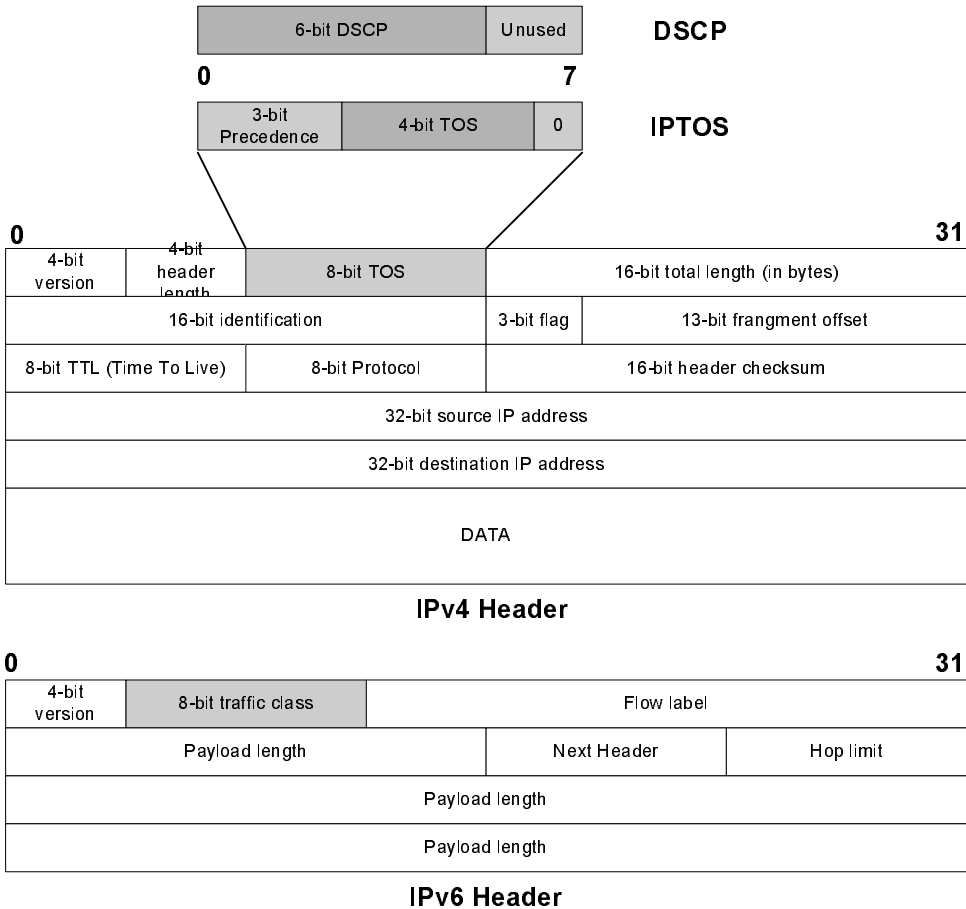 6-bit DSCP Unused DSCP
0 7
3-bit
Precedence 4-bit TOS 0 IPTOS
0 31
4-bit
version
4-bit
header
length
8-bit TOS 16-bit total length (in bytes)
16-bit identification 3-bit flag 13-bit frangment offset
8-bit TTL (Time To Live) 8-bit Protocol 16-bit header checksum
32-bit source IP address
32-bit destination IP address
DATA
IPv4 Header
0 31
4-bit
version
8-bit traffic class Flow label
Payload length Next Header Hop limit
Payload length
Payload length
IPv6 Header